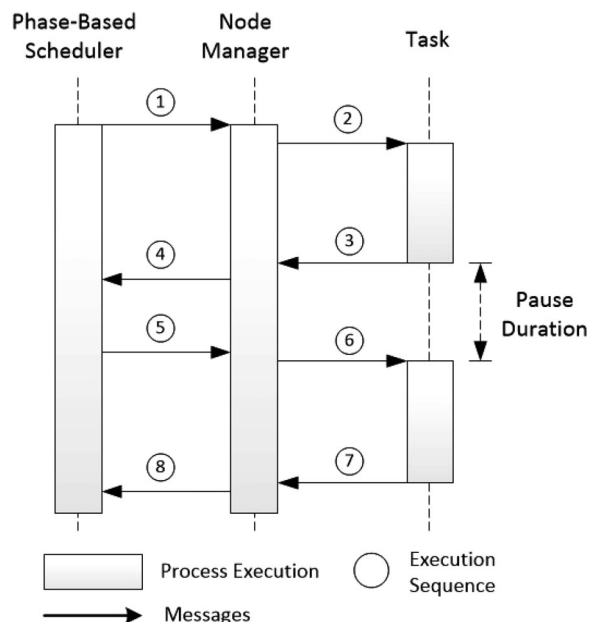 Phase-Based
Scheduler
Node
Manager
Task
1
2
3
4
5
6
Pause
Duration
7
8
Process Execution
Execution
Sequence
Messages